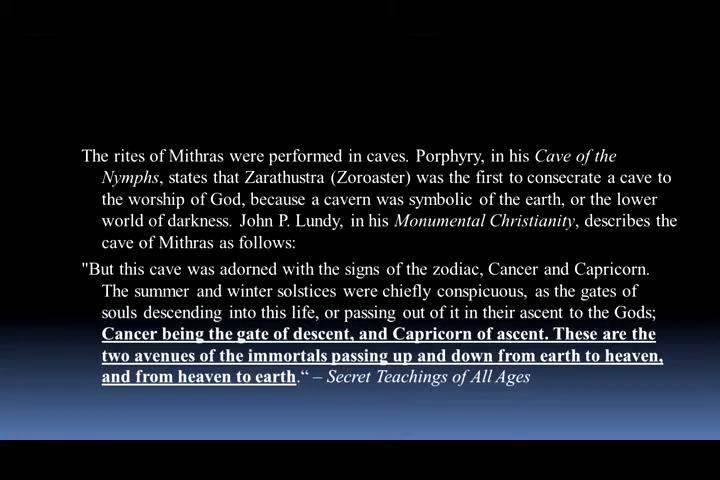 The rites of Mithras were performed in caves. Porphyry, in his Cave of the
Nymphs, states that Zarathustra (Zoroaster) was the first to consecrate a cave to
the worship of God, because a cavern was symbolic of the earth, or the lower
world of darkness. John P. Lundy, in his Monumental Christianity, describes the
cave of Mithras as follows:
"But this cave was adorned with the signs of the zodiac, Cancer and Capricorn.
The summer and winter solstices were chiefly conspicuous, as the gates of
souls descending into this life, or passing out of it in their ascent to the Gods;
Cancer being the gate of descent, and Capricorn of ascent. These are the
two avenues of the immortals passing up and down from earth to heaven,
and from heaven to earth.“ – Secret Teachings of All Ages